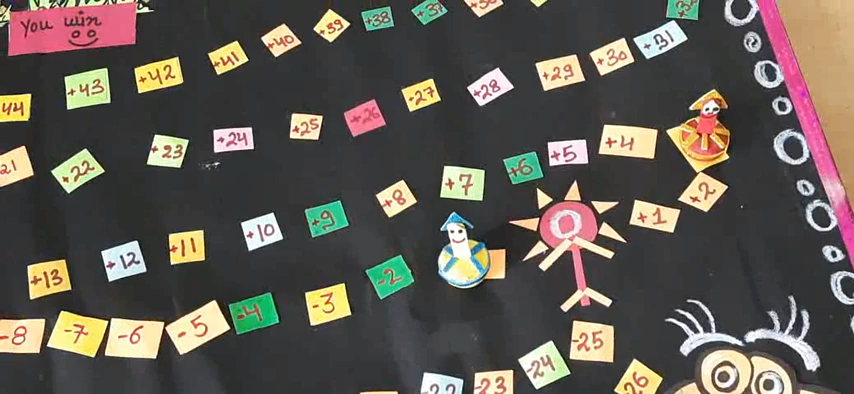 You win
+41 +40 +39 +38 +37 +36 +32
44 +43 +42
-27 +28 +29 +30 +31
21 +22 +23 +24 +25 +26
+8 +7 +6 +5 +4
+13 +12 +11 +10 +9
0 +1 +2
-8 -7 -6 -5 -4 -3 -2
-23 -24 -25 26